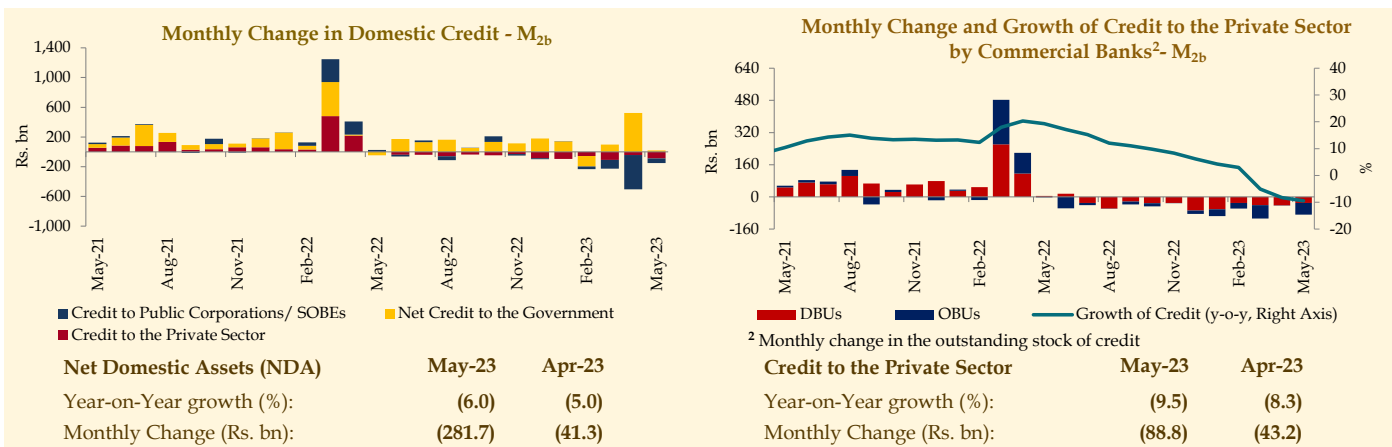 Monthly Change in Domestic Credit - M2b
1,400
1,000
600
200
-200
-600
-1,000
Rs. bn
May-21
Aug-21
Nov-21
Feb-22
May-22
Aug-22
Nov-22
Feb-23
May-23
Credit to Public Corporations/ SOBEs
Net Credit to the Government
Credit to the Private Sector
Net Domestic Assets (NDA) May-23 Apr-23
Year-on-Year growth (%): (6.0) (5.0)
Monthly Change (Rs. bn): (281.7) (41.3)
Monthly Change and Growth of Credit to the Private Sector
by Commercial Banks²- M2b
640
480
320
160
0
-160
Rs. bn
40
30
20
10
0
-10
-20
%
May-21
Aug-21
Nov-21
Feb-22
May-22
Aug-22
Nov-22
Feb-23
May-23
DBUs
OBUs
Growth of Credit (y-o-y, Right Axis)
² Monthly change in the outstanding stock of credit
Credit to the Private Sector May-23 Apr-23
Year-on-Year growth (%): (9.5) (8.3)
Monthly Change (Rs. bn): (88.8) (43.2)